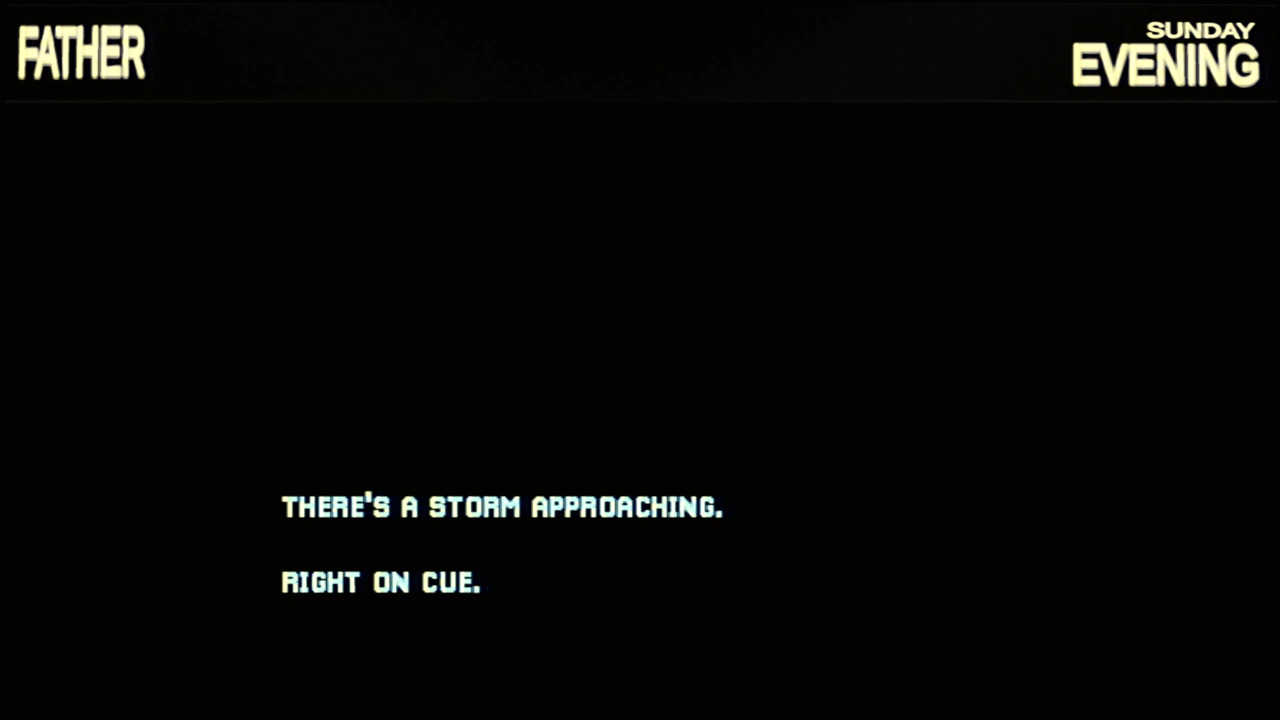 FATHER
SUNDAY
EVENING
THERE'S A STORM APPROACHING.
RIGHT ON CUE.